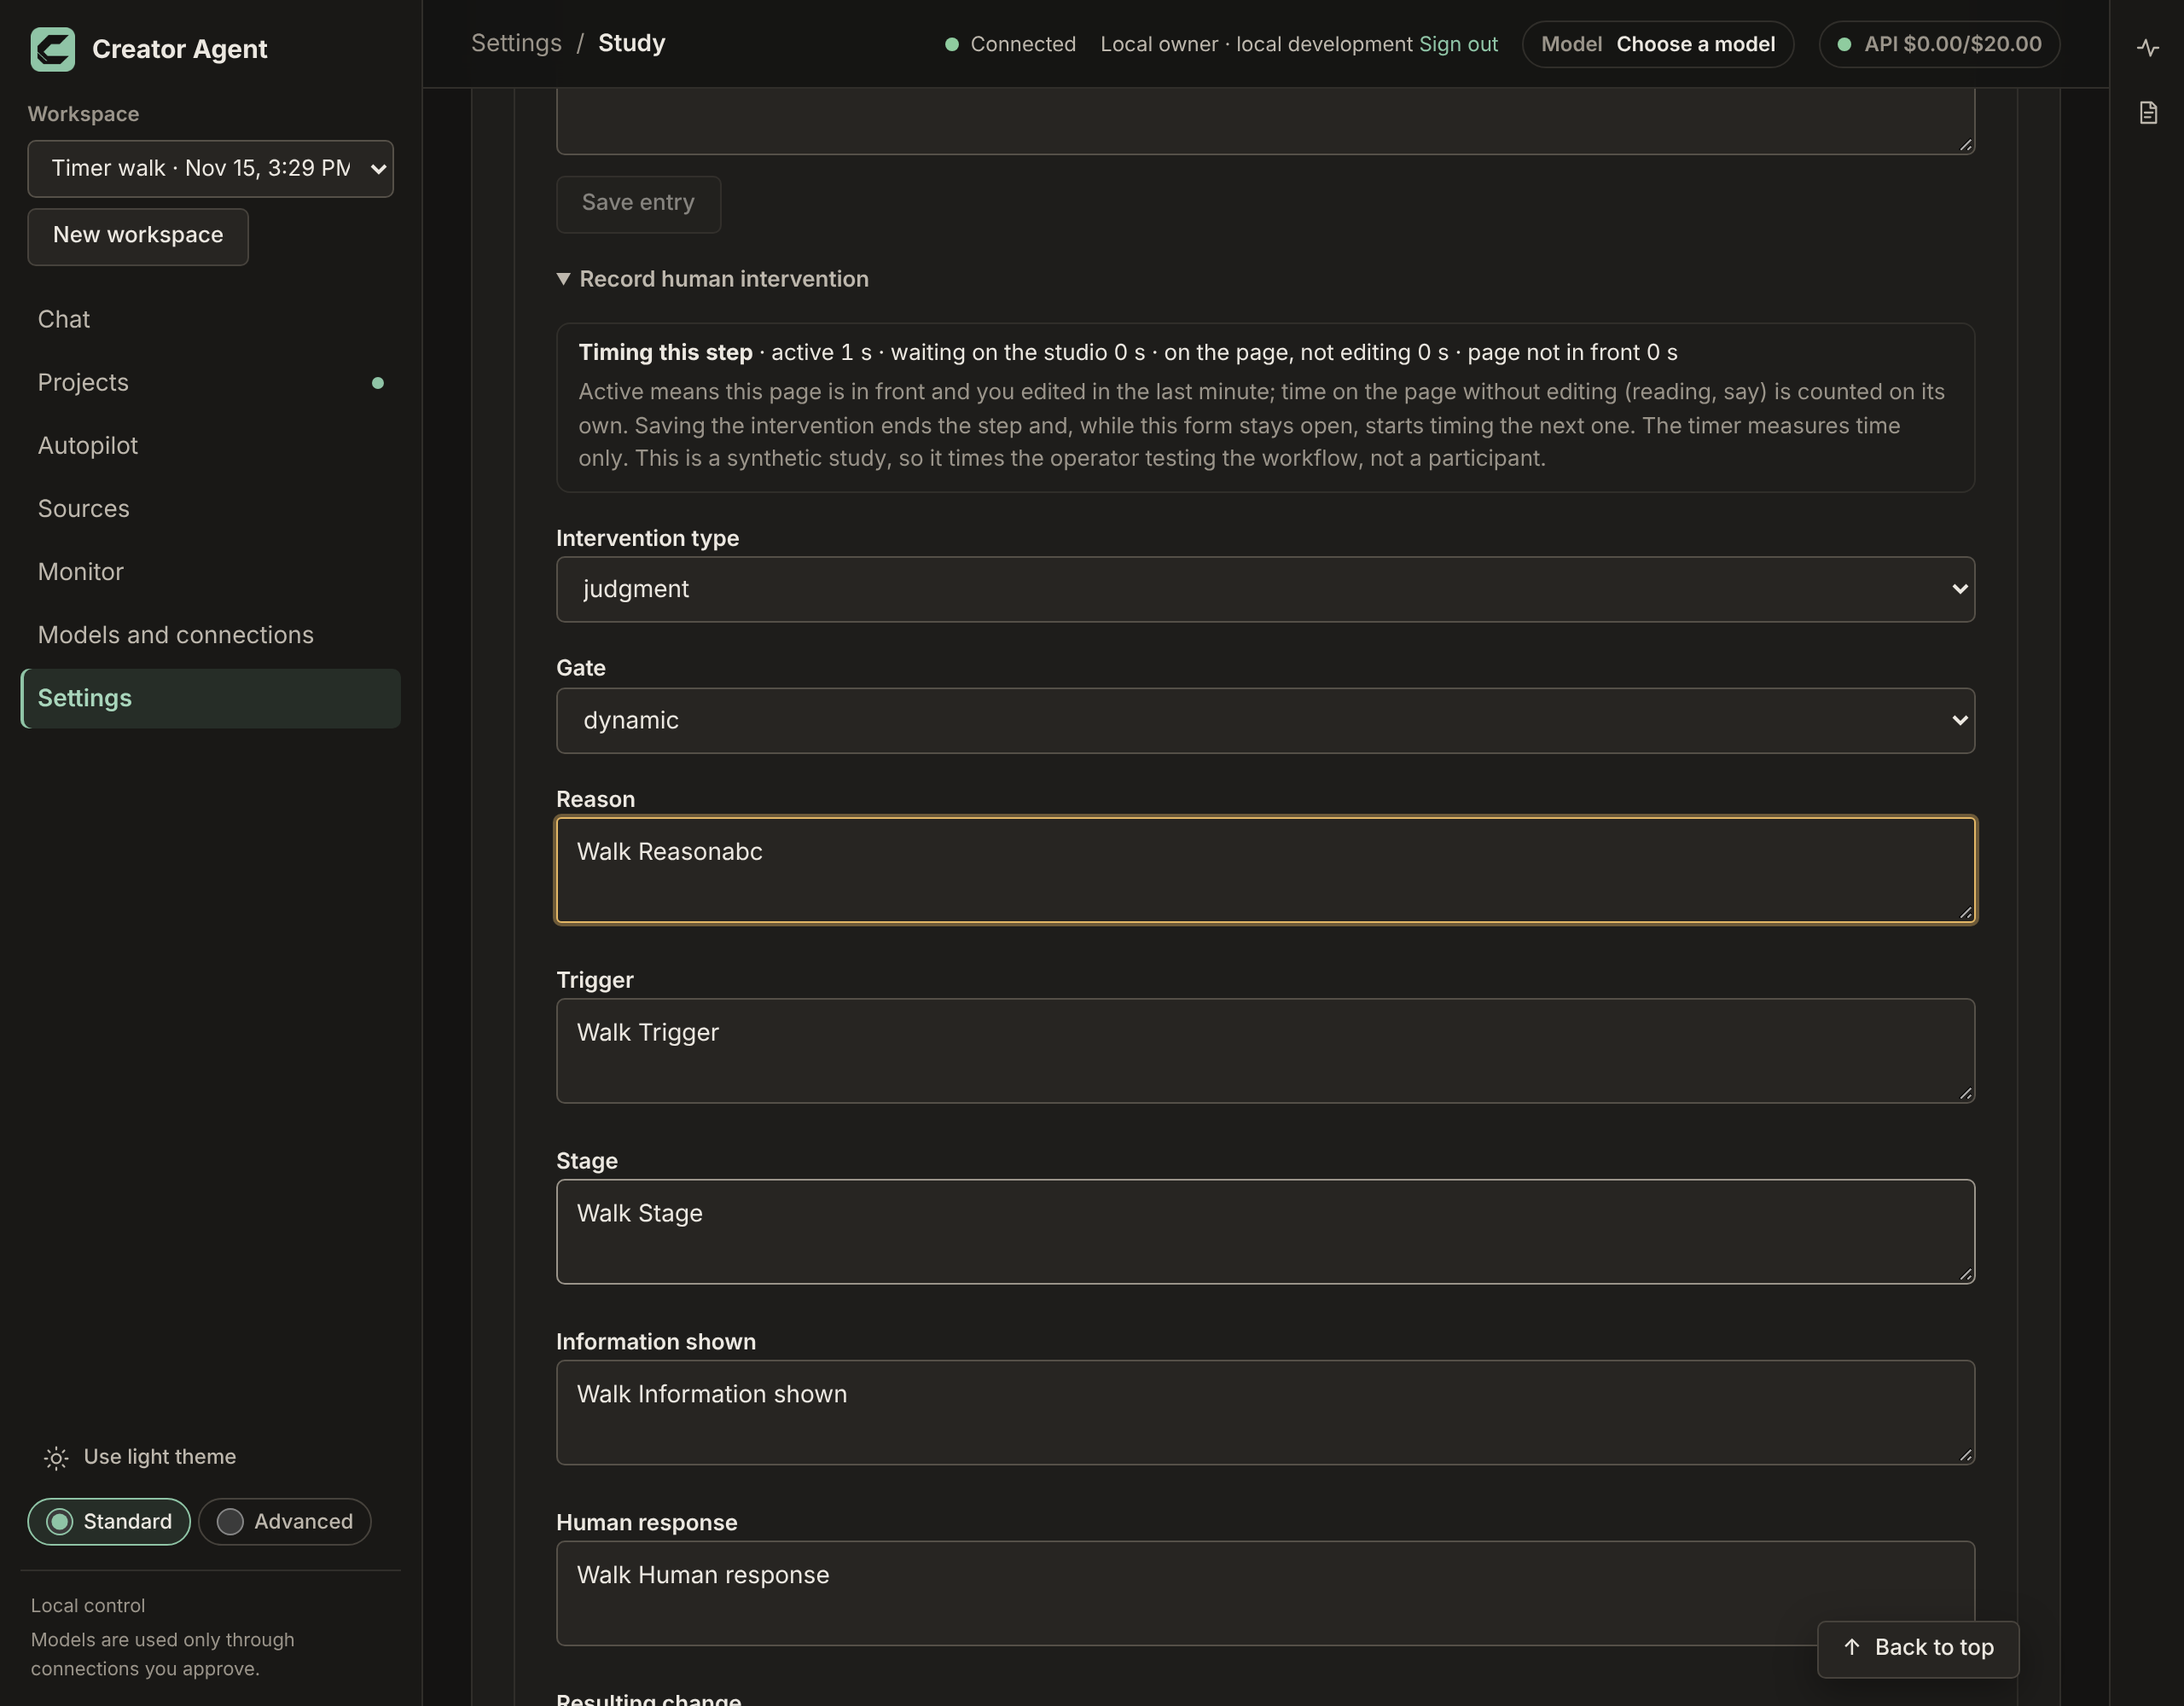 Creator Agent
Workspace
Timer walk · Nov 15, 3:29 PM
New workspace
Chat
Projects
Autopilot
Sources
Monitor
Models and connections
Settings
Use light theme
Standard
Advanced
Local control
Models are used only through
connections you approve.
Settings / Study
Connected
Local owner · local development Sign out
Model Choose a model
API $0.00/$20.00
Save entry
Record human intervention
Timing this step · active 1 s · waiting on the studio 0 s · on the page, not editing 0 s · page not in front 0 s
Active means this page is in front and you edited in the last minute; time on the page without editing (reading, say) is counted on its
own. Saving the intervention ends the step and, while this form stays open, starts timing the next one. The timer measures time
only. This is a synthetic study, so it times the operator testing the workflow, not a participant.
Intervention type
judgment
Gate
dynamic
Reason
Walk Reasonabc
Trigger
Walk Trigger
Stage
Walk Stage
Information shown
Walk Information shown
Human response
Walk Human response
Back to top
Resulting change